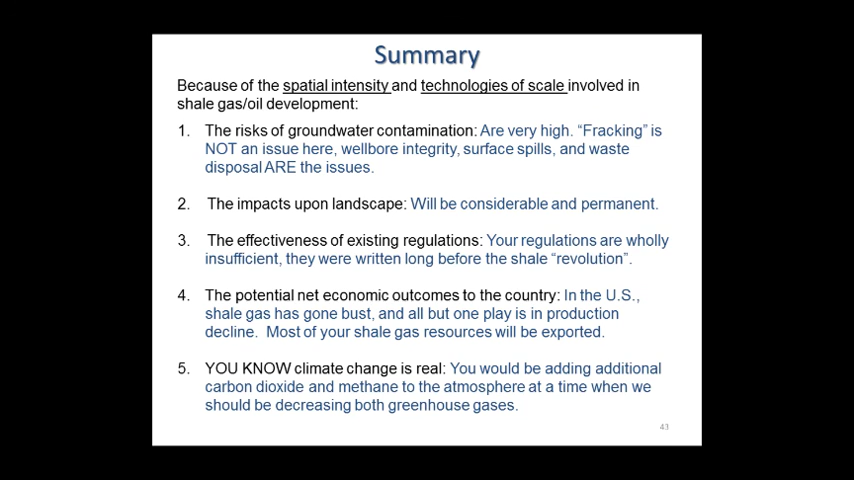 Summary
Because of the spatial intensity and technologies of scale involved in
shale gas/oil development:
1. The risks of groundwater contamination: Are very high. “Fracking” is
NOT an issue here, wellbore integrity, surface spills, and waste
disposal ARE the issues.
2. The impacts upon landscape: Will be considerable and permanent.
3. The effectiveness of existing regulations: Your regulations are wholly
insufficient, they were written long before the shale “revolution”.
4. The potential net economic outcomes to the country: In the U.S.,
shale gas has gone bust, and all but one play is in production
decline. Most of your shale gas resources will be exported.
5. YOU KNOW climate change is real: You would be adding additional
carbon dioxide and methane to the atmosphere at a time when we
should be decreasing both greenhouse gases.
43